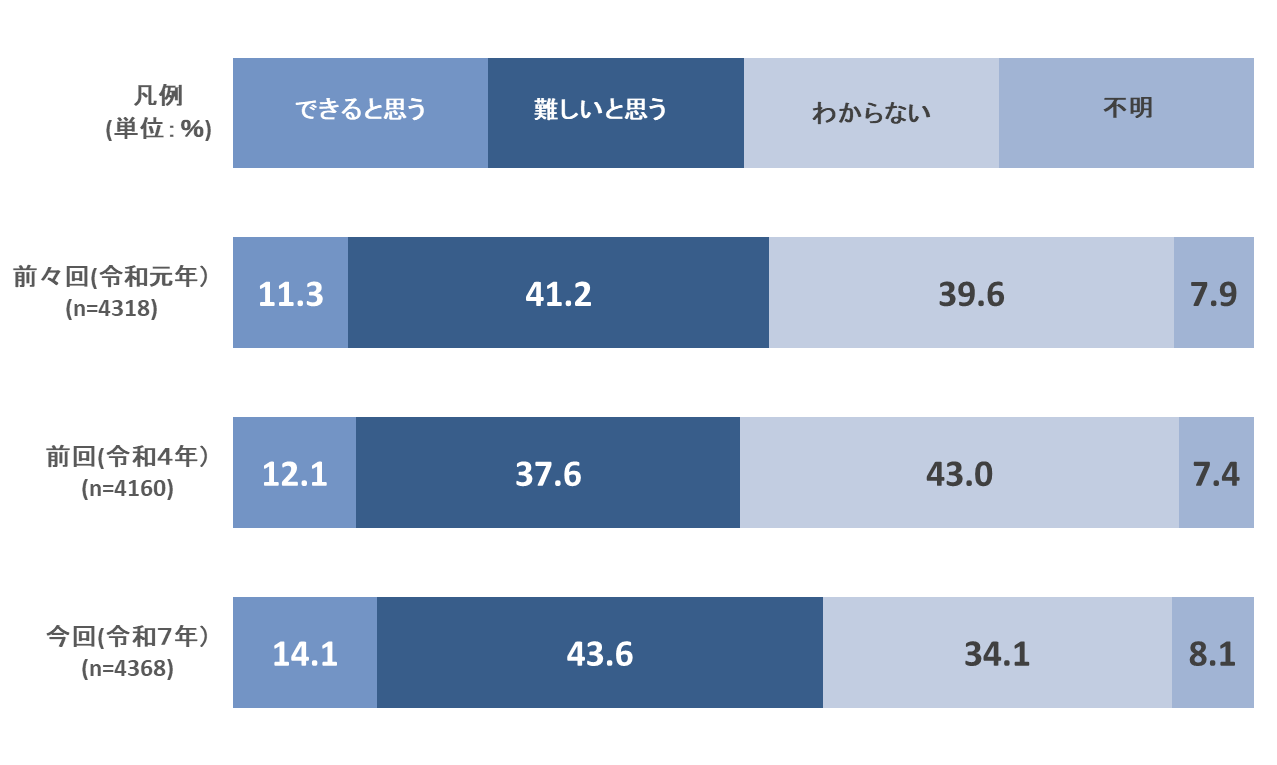 凡例
(単位：%)
できると思う 難しいと思う わからない 不明
前々回(令和元年）
(n=4318)
11.3 41.2 39.6 7.9
前回(令和4年）
(n=4160)
12.1 37.6 43.0 7.4
今回(令和7年）
(n=4368)
14.1 43.6 34.1 8.1